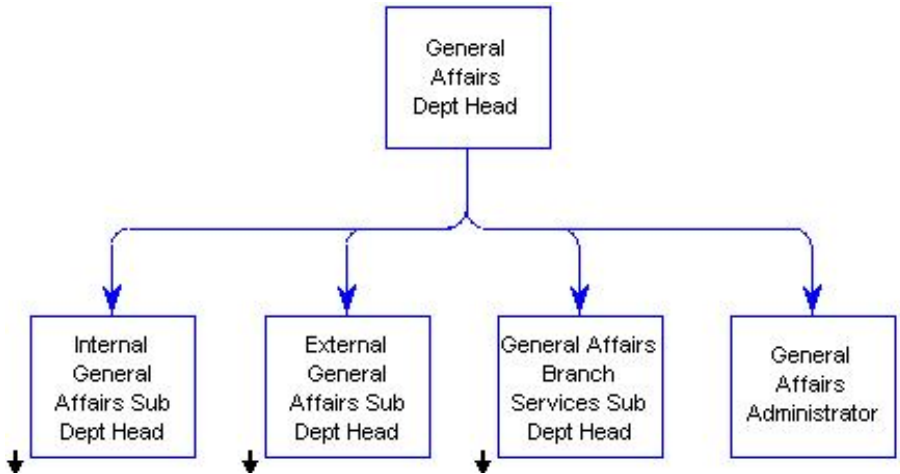 General
Affairs
Dept Head
Internal
General
Affairs Sub
Dept Head
External
General
Affairs Sub
Dept Head
General Affairs
Branch
Services Sub
Dept Head
General
Affairs
Administrator